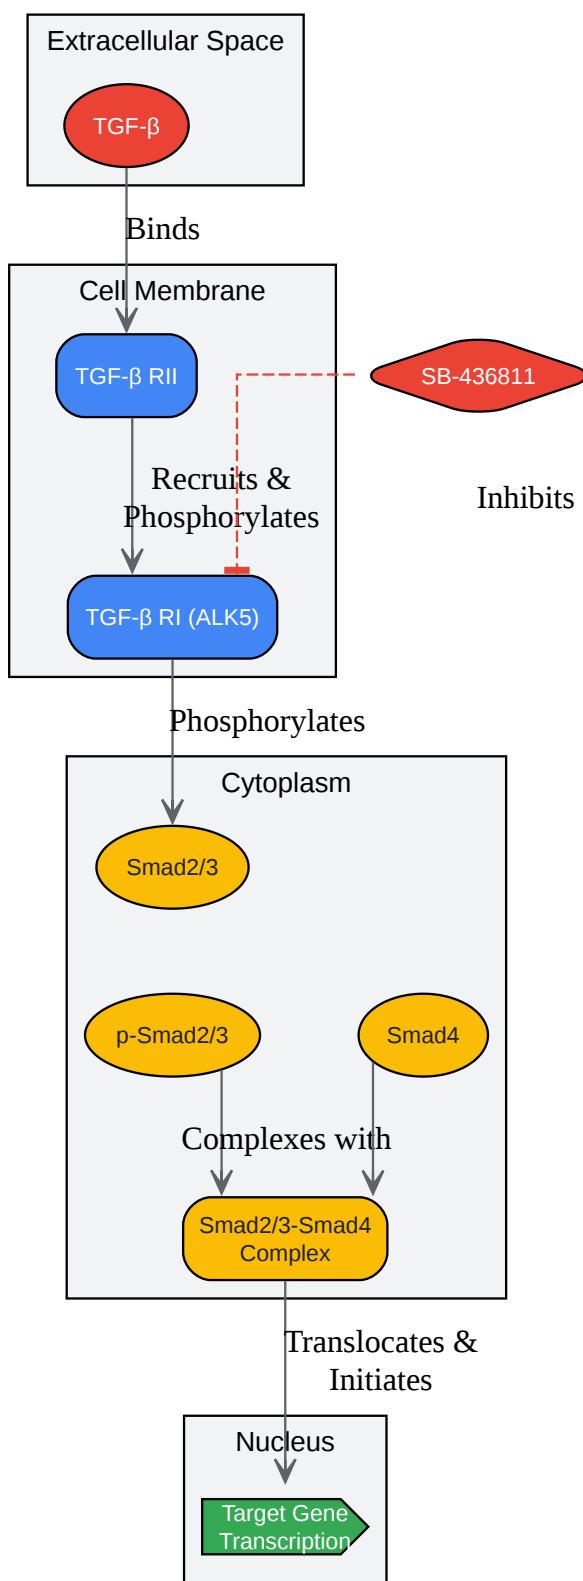 Extracellular Space
TGF-β
Binds
Cell Membrane
TGF-β RII
SB-436811
Recruits &
Phosphorylates
Inhibits
TGF-β RI (ALK5)
Phosphorylates
Cytoplasm
Smad2/3
p-Smad2/3
Smad4
Complexes with
Smad2/3-Smad4
Complex
Translocates &
Initiates
Nucleus
Target Gene
Transcription